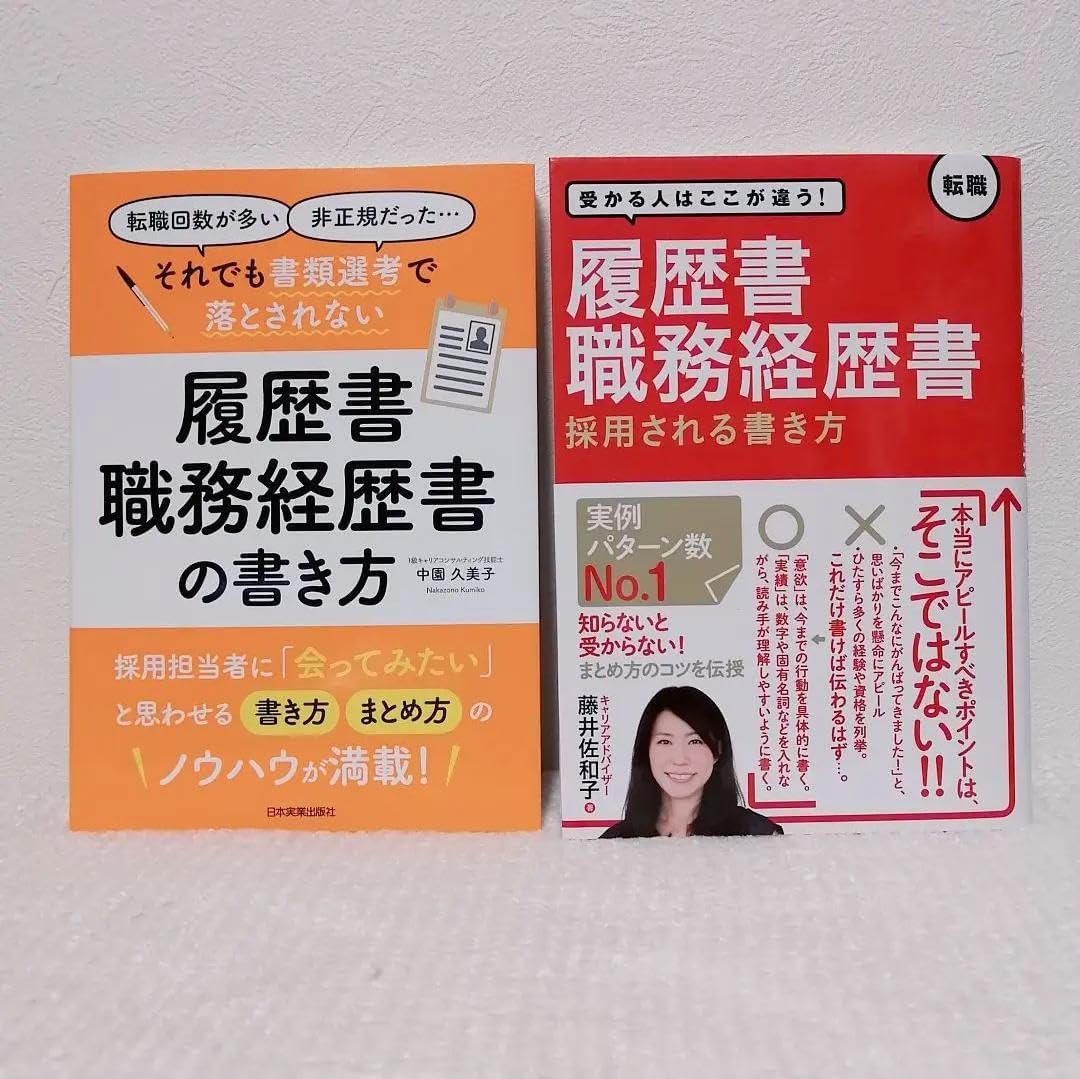 転職回数が多い
非正規だった…
それでも書類選考で
落とされない
履歴書
職務経歴書
の書き方
1級キャリアコンサルティング技能士
中園 久美子
Nakazono Kumiko
採用担当者に「会ってみたい」
と思わせる 書き方 まとめ方 の
ノウハウが満載!
日本実業出版社
受かる人はここが違う!
転職
履歴書
職務経歴書
採用される書き方
実例
パターン数
No.1
知らないと
受からない!
まとめ方のコツを伝授
キャリアアドバイザー
藤井佐和子 著
「本当にアピールすべきポイントは、
そこではない!!
・「今までこんなにがんばってきました!」と、
思いばかりを懸命にアピール
・ひたすら多くの経験や資格を列挙。
これだけ書けば伝わるはず…。
×
○
「意欲」は、今までの行動を具体的に書く。
「実績」は、数字や固有名詞などを入れな
がら、読み手が理解しやすいように書く。